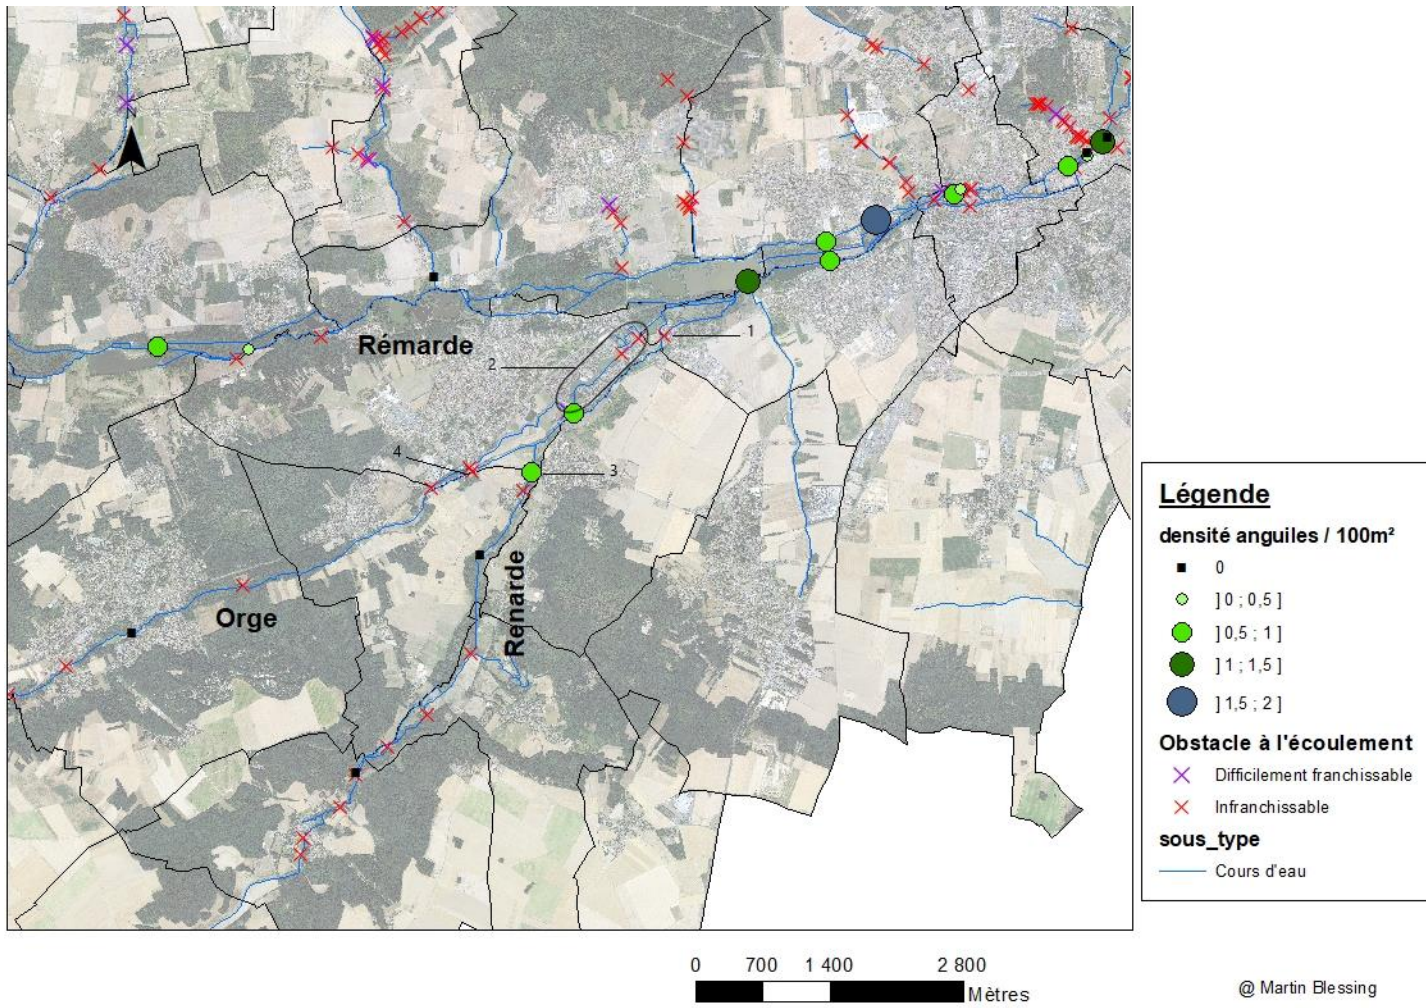 Rémarde
1
2
4
3
Orge
Renarde
Légende
densité anguiles / 100m²
0
] 0 ; 0,5 ]
] 0,5 ; 1 ]
] 1 ; 1,5 ]
] 1,5 ; 2 ]
Obstacle à l'écoulement
Difficilement franchissable
Infranchissable
sous_type
Cours d'eau
0 700 1 400 2 800
Mètres
@ Martin Blessing